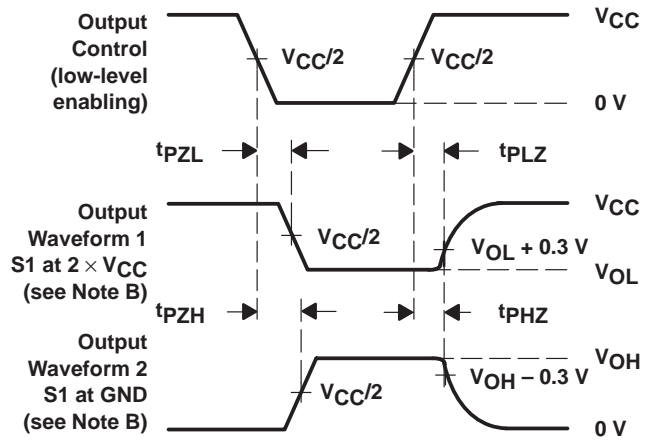 Output
Control
(low-level
enabling)
VCC/2
VCC/2
VCC
0 V
tPZL
tPLZ
Output
Waveform 1
S1 at 2 × VCC
(see Note B)
VCC/2
VCC
VOL + 0.3 V
VOL
tPZH
tPHZ
Output
Waveform 2
S1 at GND
(see Note B)
VCC/2
VOH
VOH − 0.3 V
0 V